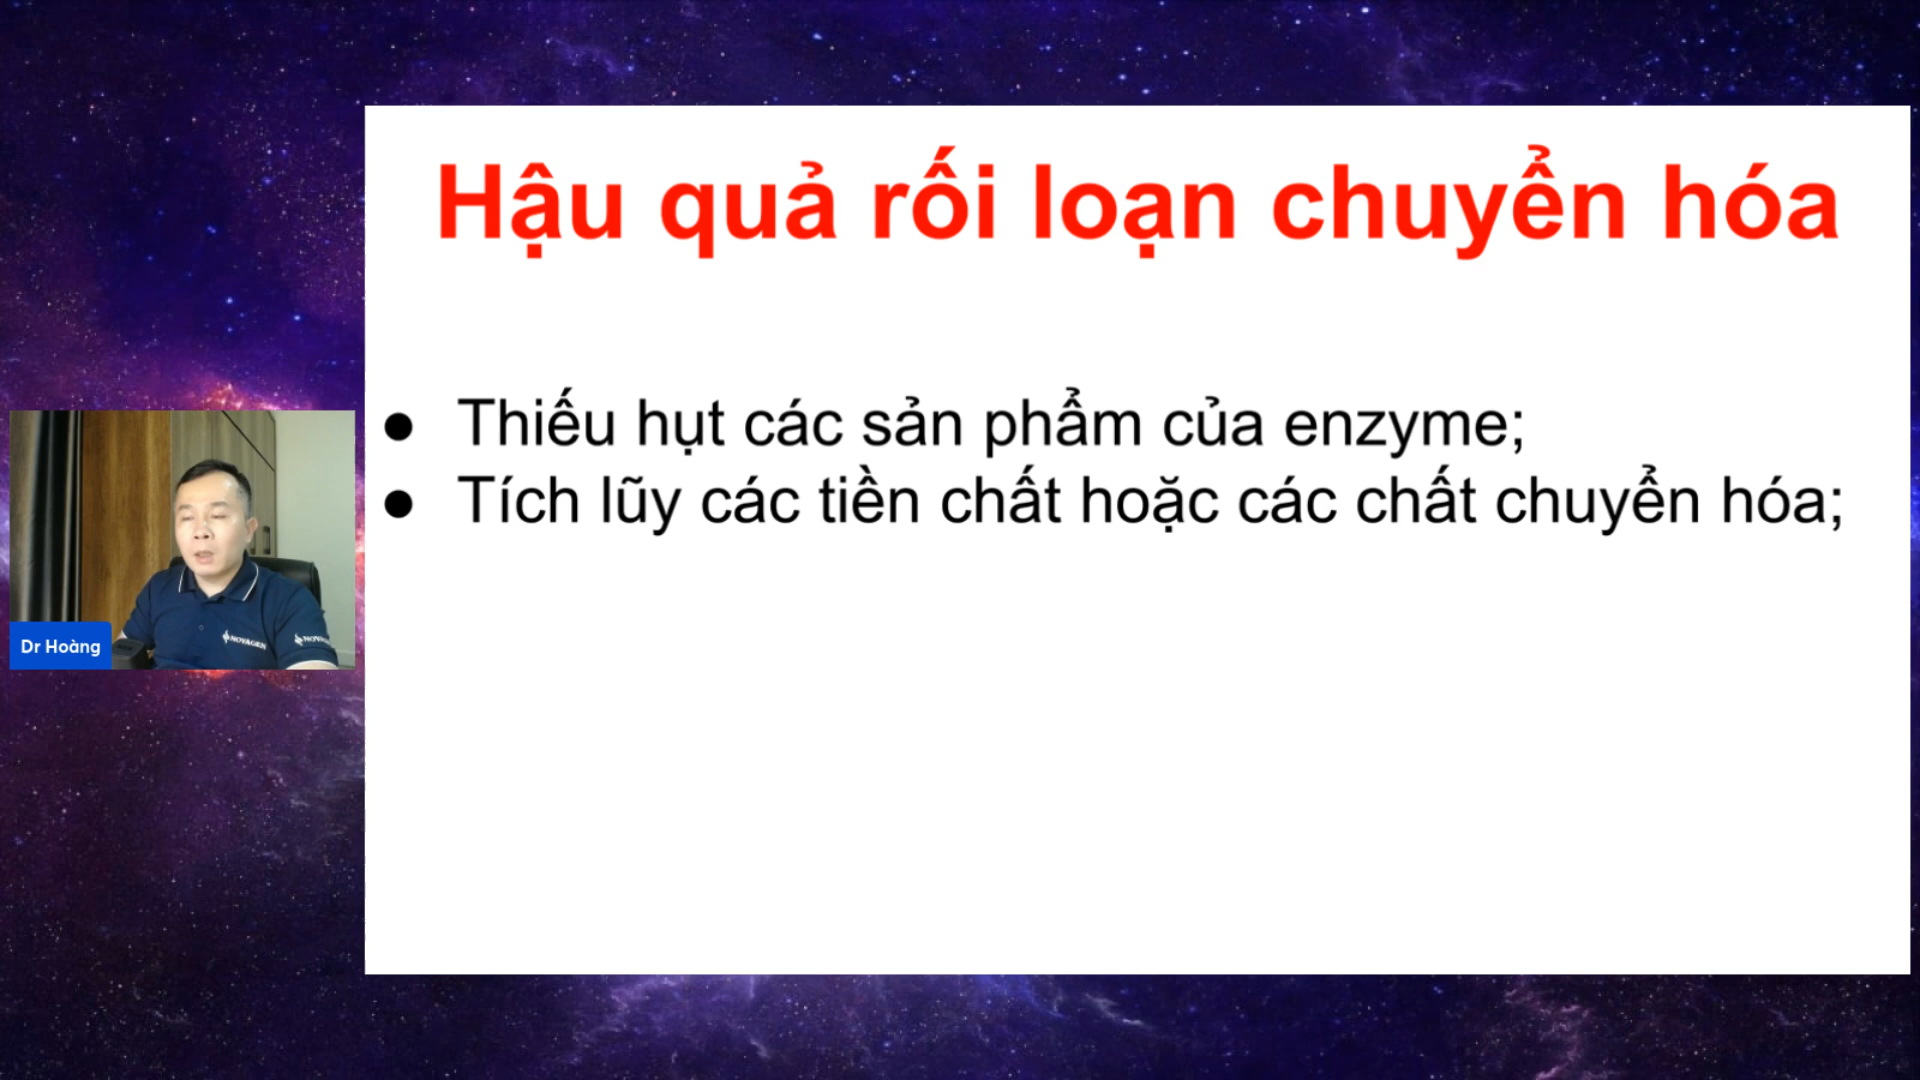 Hậu quả rối loạn chuyển hóa
● Thiếu hụt các sản phẩm của enzyme;
● Tích lũy các tiền chất hoặc các chất chuyển hóa;
Dr Hoàng
NOVAGEN